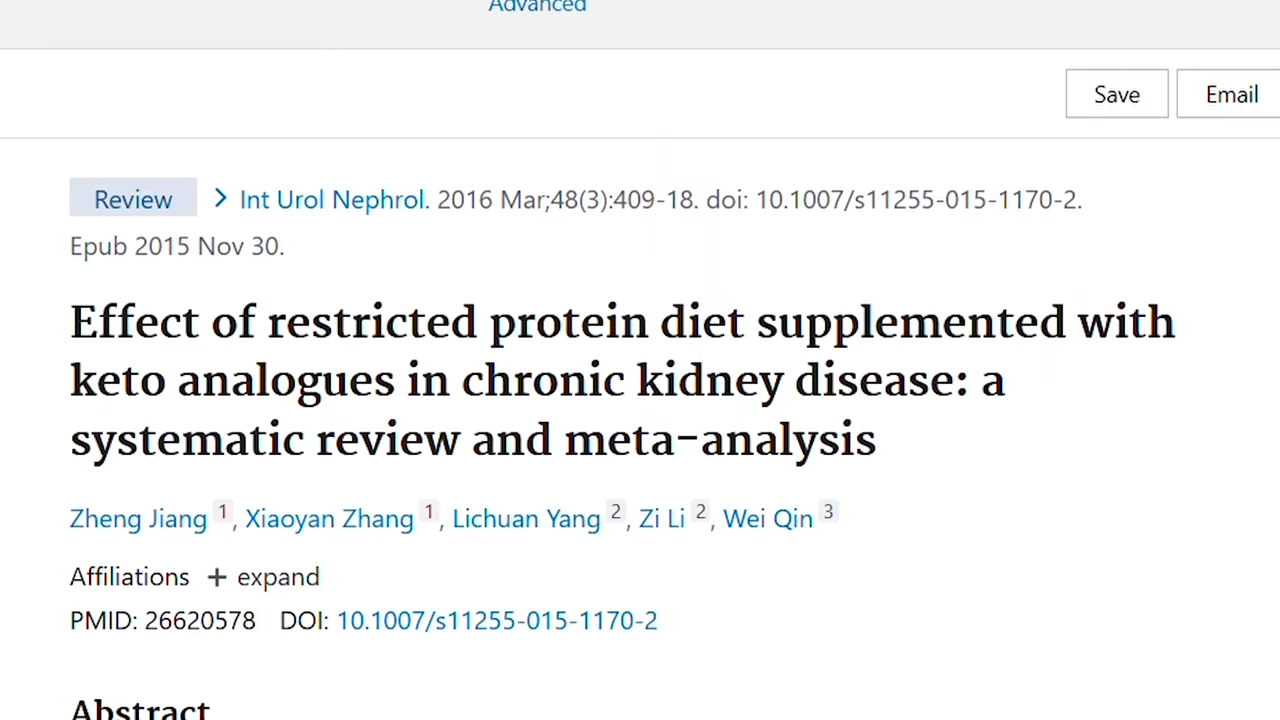 Advanced
Save Email
Review > Int Urol Nephrol. 2016 Mar;48(3):409-18. doi: 10.1007/s11255-015-1170-2.
Epub 2015 Nov 30.
Effect of restricted protein diet supplemented with
keto analogues in chronic kidney disease: a
systematic review and meta-analysis
Zheng Jiang 1, Xiaoyan Zhang 1, Lichuan Yang 2, Zi Li 2, Wei Qin 3
Affiliations + expand
PMID: 26620578 DOI: 10.1007/s11255-015-1170-2
Abstract